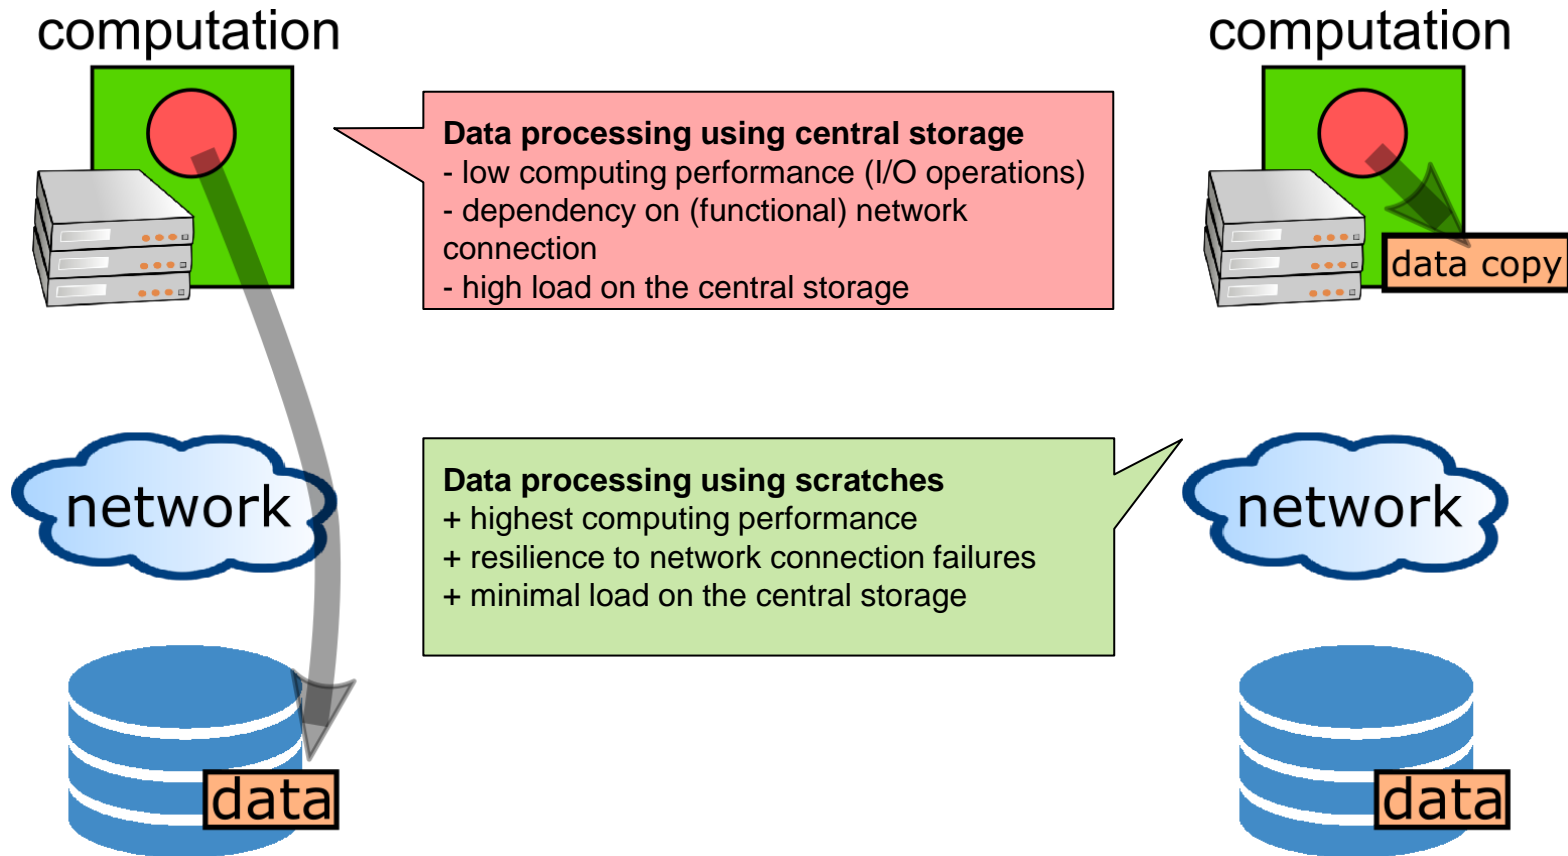 computation
computation
Data processing using central storage
- low computing performance (I/O operations)
- dependency on (functional) network
connection
- high load on the central storage
data copy
network
Data processing using scratches
+ highest computing performance
+ resilience to network connection failures
+ minimal load on the central storage
network
data
data